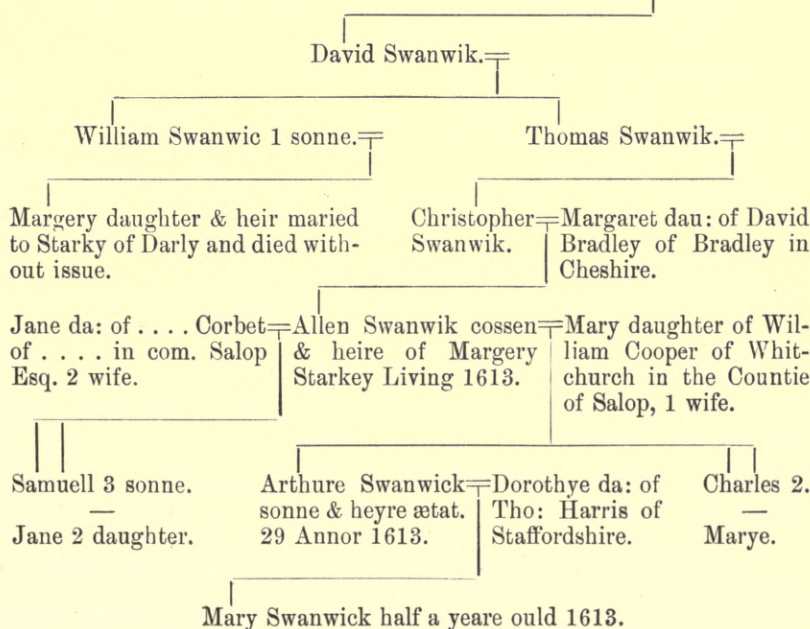 David Swanwik.
William Swanwic 1 sonne.
Thomas Swanwik.
Margery daughter & heir maried
to Starky of Darly and died with-
out issue.
Christopher
Swanwik.
Margaret dau: of David
Bradley of Bradley in
Cheshire.
Jane da: of . . . . Corbet
of . . . . in com. Salop
Esq. 2 wife.
Allen Swanwik cossen
& heire of Margery
Starkey Living 1613.
Mary daughter of Wil-
liam Cooper of Whit-
church in the Countie
of Salop, 1 wife.
Samuell 3 sonne.
—
Jane 2 daughter.
Arthure Swanwick
sonne & heyre ætat.
29 Annor 1613.
Dorothye da: of
Tho: Harris of
Staffordshire.
Charles 2.
—
Marye.
Mary Swanwick half a yeare ould 1613.